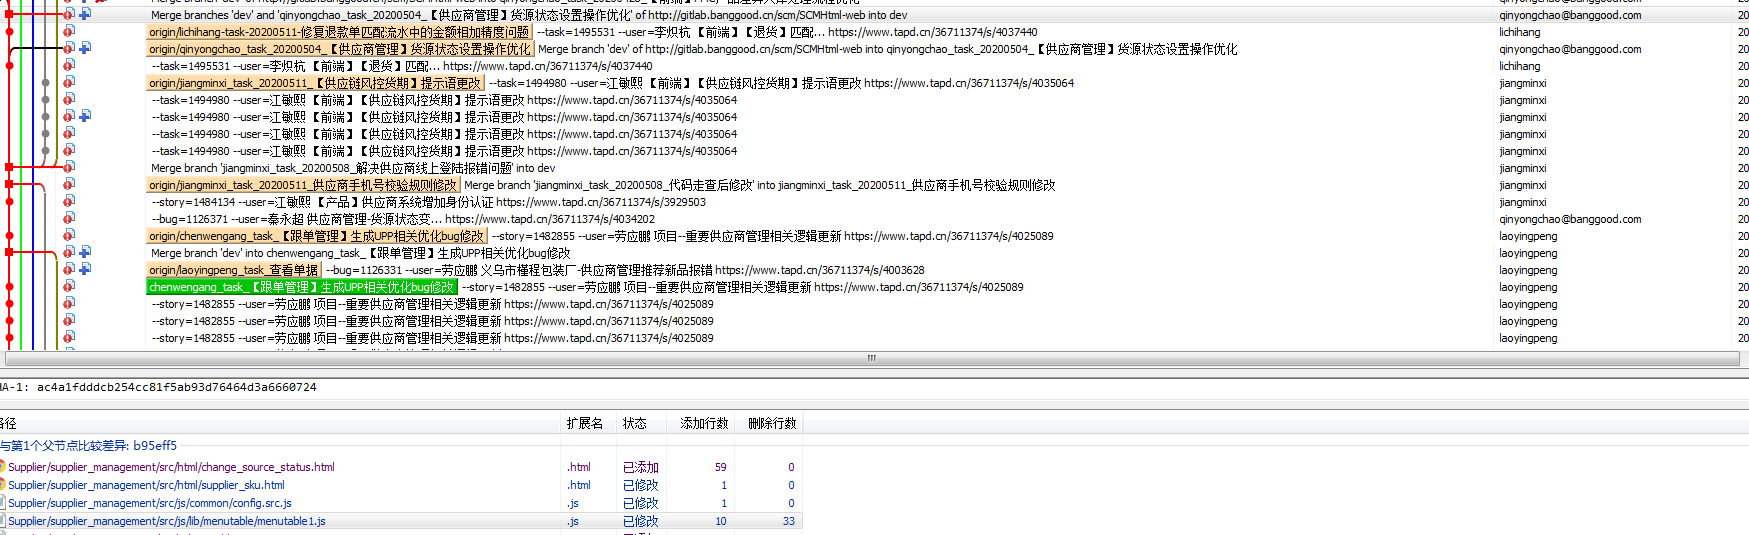 Merge branches 'dev' and 'qinyongchao_task_20200504_【供应商管理】货源状态设置操作优化' of http://gitlab.banggood.cn/scm/SCMHtml-web into dev qinyongchao@banggood.com 20
origin/lichihang-task-20200511-修复退款单匹配流水中的金额相加精度问题 --task=1495531 --user=李炽杭 【前端】【退货】匹配... https://www.tapd.cn/36711374/s/4037440 lichihang 20
origin/qinyongchao_task_20200504_【供应商管理】货源状态设置操作优化 Merge branch 'dev' of http://gitlab.banggood.cn/scm/SCMHtml-web into qinyongchao_task_20200504_【供应商管理】货源状态设置操作优化 qinyongchao@banggood.com 20
--task=1495531 --user=李炽杭 【前端】【退货】匹配... https://www.tapd.cn/36711374/s/4037440 lichihang 20
origin/jiangminxi_task_20200511_【供应链风控货期】提示语更改 --task=1494980 --user=江敏熙 【前端】【供应链风控货期】提示语更改 https://www.tapd.cn/36711374/s/4035064 jiangminxi 20
--task=1494980 --user=江敏熙 【前端】【供应链风控货期】提示语更改 https://www.tapd.cn/36711374/s/4035064 jiangminxi 20
--task=1494980 --user=江敏熙 【前端】【供应链风控货期】提示语更改 https://www.tapd.cn/36711374/s/4035064 jiangminxi 20
--task=1494980 --user=江敏熙 【前端】【供应链风控货期】提示语更改 https://www.tapd.cn/36711374/s/4035064 jiangminxi 20
--task=1494980 --user=江敏熙 【前端】【供应链风控货期】提示语更改 https://www.tapd.cn/36711374/s/4035064 jiangminxi 20
Merge branch 'jiangminxi_task_20200508_解决供应商线上登陆报错问题' into dev jiangminxi 20
origin/jiangminxi_task_20200511_供应商手机号校验规则修改 Merge branch 'jiangminxi_task_20200508_代码走查后修改' into jiangminxi_task_20200511_供应商手机号校验规则修改 jiangminxi 20
--story=1484134 --user=江敏熙 【产品】供应商系统增加身份认证 https://www.tapd.cn/36711374/s/3929503 jiangminxi 20
--bug=1126371 --user=秦永超 供应商管理-货源状态变... https://www.tapd.cn/36711374/s/4034202 qinyongchao@banggood.com 20
origin/chenwengang_task_【跟单管理】生成UPP相关优化bug修改 --story=1482855 --user=劳应鹏 项目--重要供应商管理相关逻辑更新 https://www.tapd.cn/36711374/s/4025089 laoyingpeng 20
Merge branch 'dev' into chenwengang_task_【跟单管理】生成UPP相关优化bug修改 laoyingpeng 20
origin/laoyingpeng_task_查看单据 --bug=1126331 --user=劳应鹏 义乌市槿程包装厂-供应商管理推荐新品报错 https://www.tapd.cn/36711374/s/4003628 laoyingpeng 20
chenwengang_task_【跟单管理】生成UPP相关优化bug修改 --story=1482855 --user=劳应鹏 项目--重要供应商管理相关逻辑更新 https://www.tapd.cn/36711374/s/4025089 laoyingpeng 20
--story=1482855 --user=劳应鹏 项目--重要供应商管理相关逻辑更新 https://www.tapd.cn/36711374/s/4025089 laoyingpeng 20
--story=1482855 --user=劳应鹏 项目--重要供应商管理相关逻辑更新 https://www.tapd.cn/36711374/s/4025089 laoyingpeng 20
--story=1482855 --user=劳应鹏 项目--重要供应商管理相关逻辑更新 https://www.tapd.cn/36711374/s/4025089 laoyingpeng 20
HA-1: ac4a1fdddcb254cc81f5ab93d76464d3a6660724
路径 扩展名 状态 添加行数 删除行数
与第1个父节点比较差异: b95eff5
Supplier/supplier_management/src/html/change_source_status.html .html 已添加 59 0
Supplier/supplier_management/src/html/supplier_sku.html .html 已修改 1 0
Supplier/supplier_management/src/js/common/config.src.js .js 已修改 1 0
Supplier/supplier_management/src/js/lib/menutable/menutable1.js .js 已修改 10 33